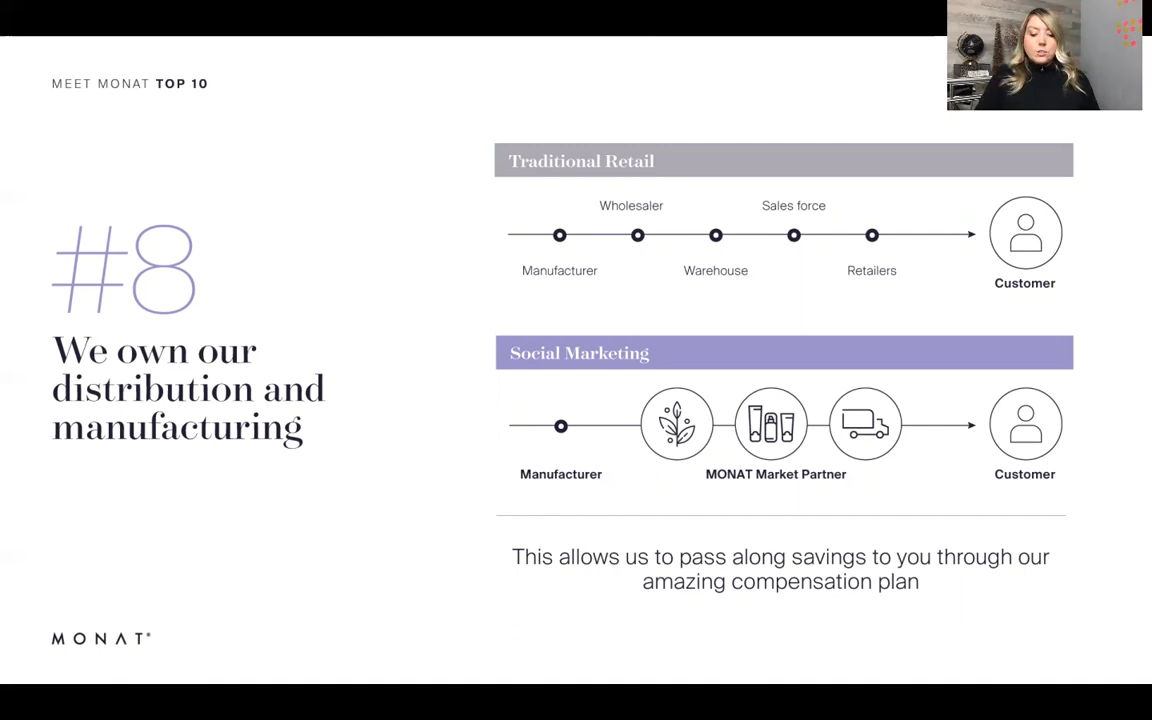 MEET MONAT TOP 10
#8
We own our
distribution and
manufacturing
Traditional Retail
Wholesaler
Sales force
Manufacturer
Warehouse
Retailers
Customer
Social Marketing
Manufacturer
MONAT Market Partner
Customer
This allows us to pass along savings to you through our
amazing compensation plan
MONAT®